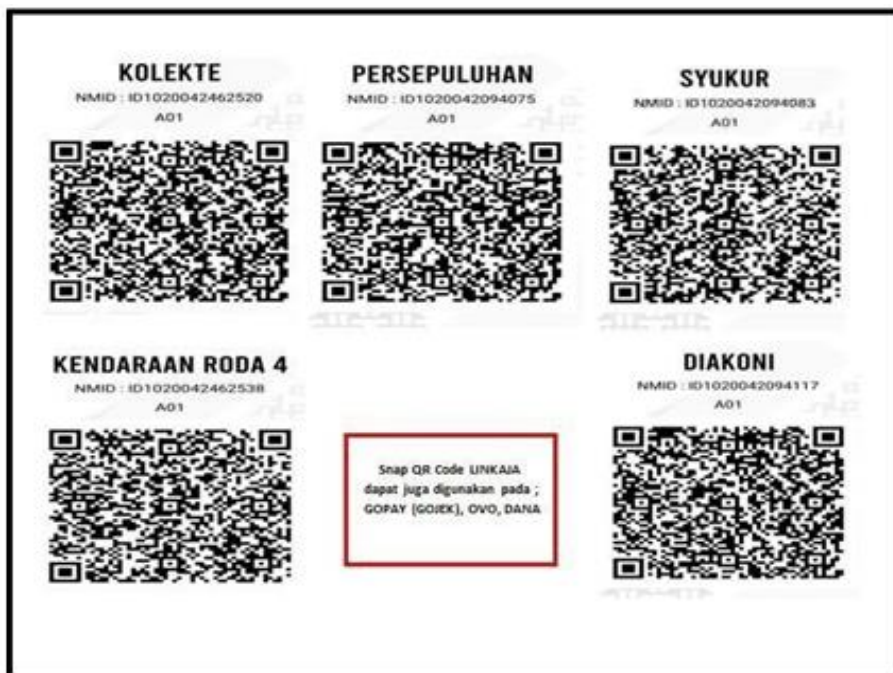 KOLEKTE
NMID : ID1020042462520
A01
PERSEPULUHAN
NMID : ID1020042094075
A01
SYUKUR
NMID : ID1020042094083
A01
KENDARAAN RODA 4
NMID : ID1020042462538
A01
Snap QR Code LINKAJA
dapat juga digunakan pada ;
GOPAY (GOJEK), OVO, DANA
DIAKONI
NMID : ID1020042094117
A01